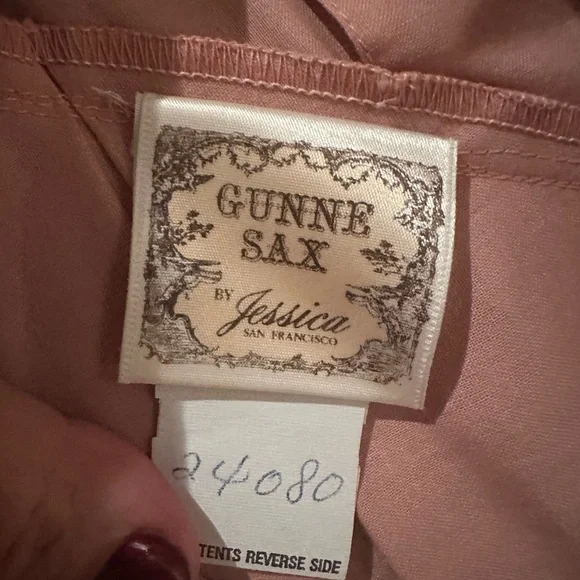 GUNNE
SAX
BY Jessica
SAN FRANCISCO
24080
TENTS REVERSE SIDE